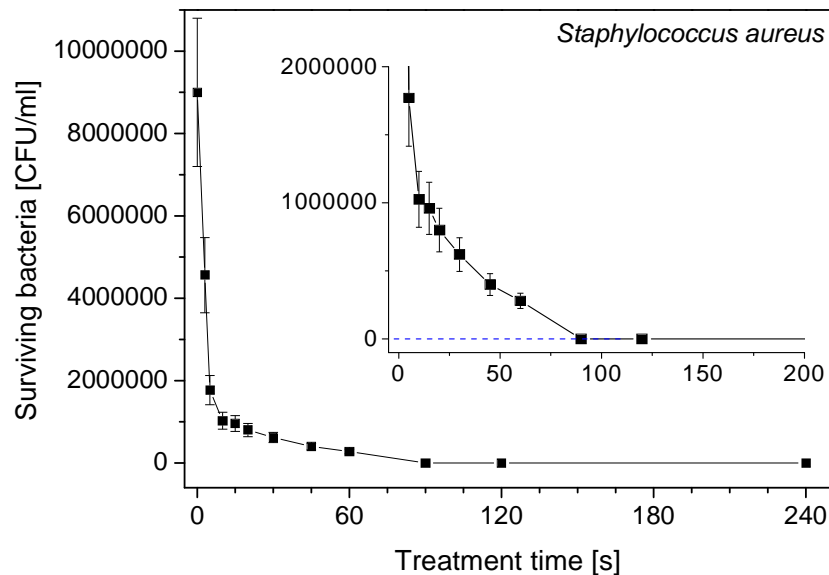 Staphylococcus aureus
Surviving bacteria [CFU/ml]
10000000
8000000
6000000
4000000
2000000
0
2000000
1000000
0
0 50 100 150 200
0 60 120 180 240
Treatment time [s]